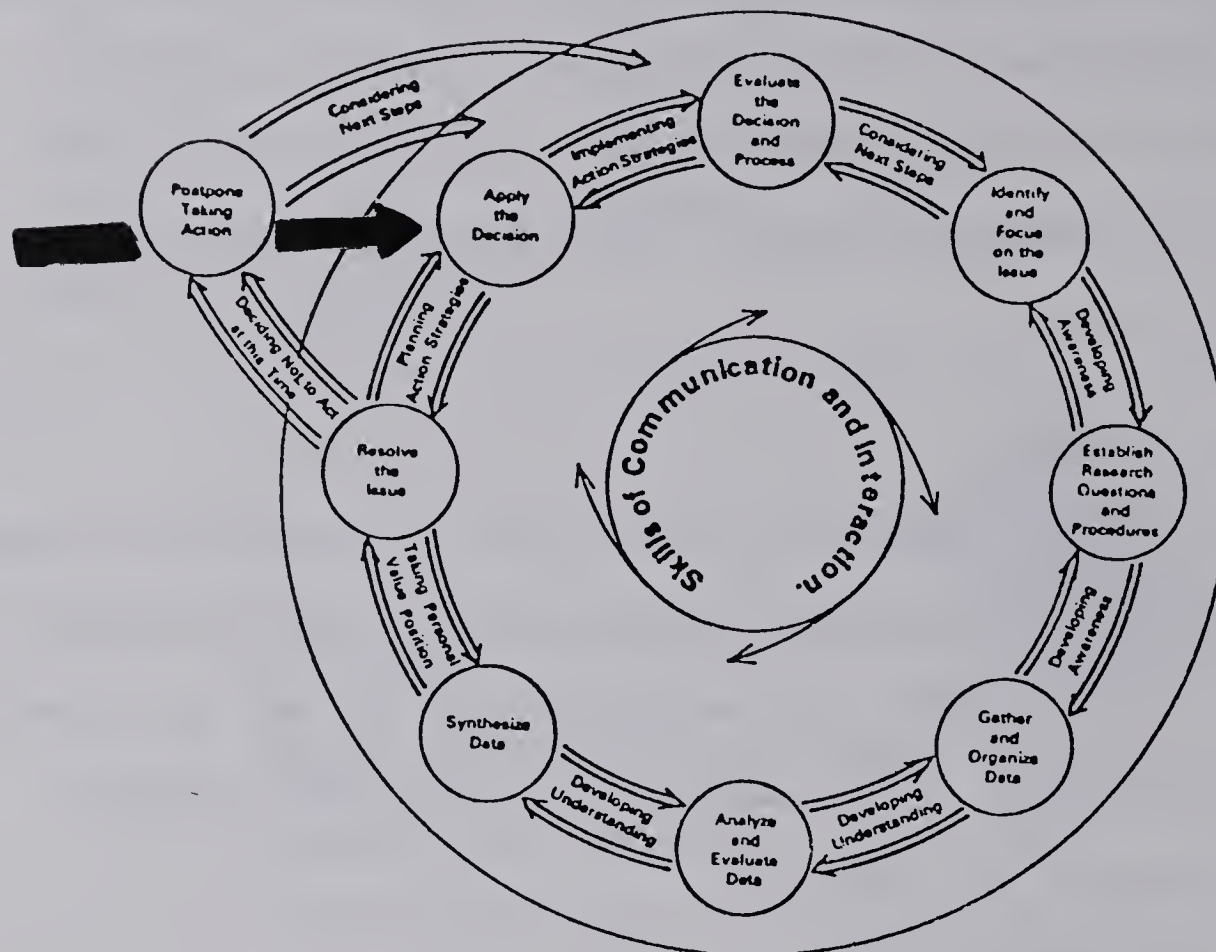 Considering
Next Steps
Postpone
Taking
Action
Deciding Not to Act
at this Time
Apply
the
Decision
Implementing
Action Strategies
Evaluate
the
Decision
and
Process
Considering
Next Steps
Identify
and
Focus
on the
Issue
Developing
Awareness
Establish
Research
Questions
and
Procedures
Developing
Awareness
Gather
and
Organize
Data
Developing
Understanding
Analyze
and
Evaluate
Data
Developing
Understanding
Synthesize
Data
Taking Personal
Value Position
Resolve
the
Issue
Planning
Action Strategies
Skills of Communication and Interaction.